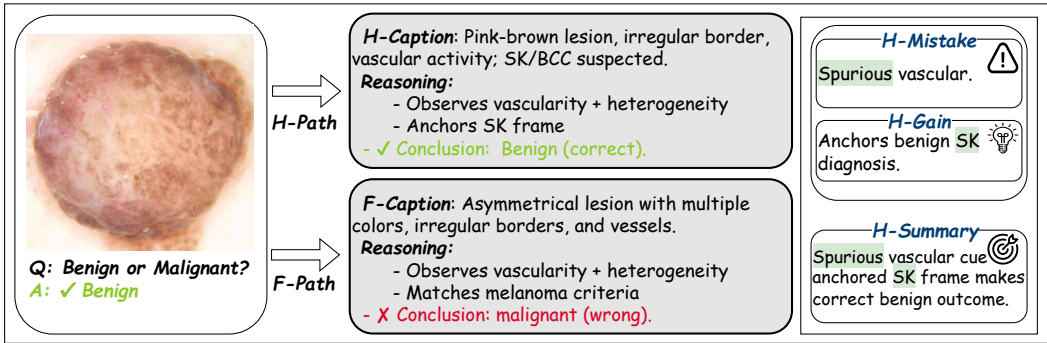 Q: Benign or Malignant?
A: ✓ Benign
H-Path
F-Path
H-Caption: Pink-brown lesion, irregular border,
vascular activity; SK/BCC suspected.
Reasoning:
- Observes vascularity + heterogeneity
- Anchors SK frame
- ✓ Conclusion: Benign (correct).
F-Caption: Asymmetrical lesion with multiple
colors, irregular borders, and vessels.
Reasoning:
- Observes vascularity + heterogeneity
- Matches melanoma criteria
- ✗ Conclusion: malignant (wrong).
H-Mistake
Spurious vascular.
H-Gain
Anchors benign SK
diagnosis.
H-Summary
Spurious vascular cue
anchored SK frame makes
correct benign outcome.